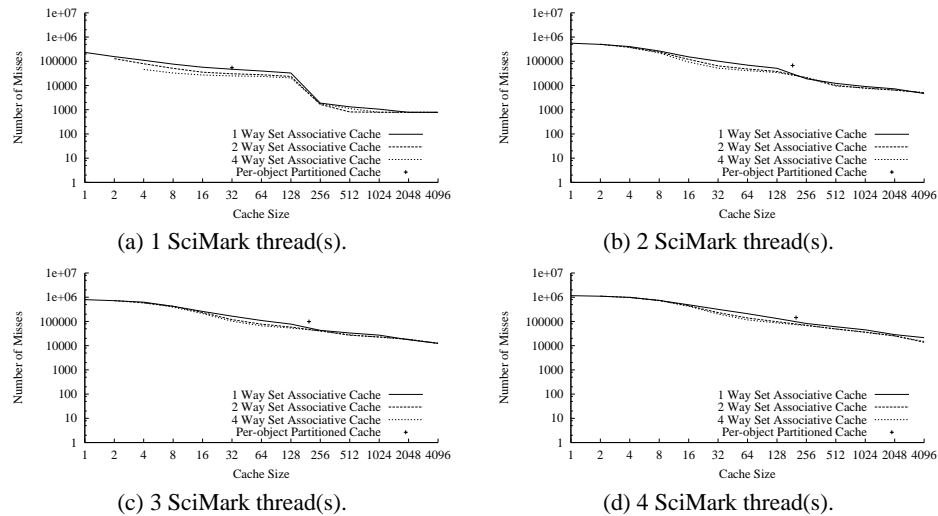 1e+07
1e+06
100000
10000
1000
100
10
1
Number of Misses
1 Way Set Associative Cache
2 Way Set Associative Cache
4 Way Set Associative Cache
Per-object Partitioned Cache
1 2 4 8 16 32 64 128 256 512 1024 2048 4096
Cache Size
(a) 1 SciMark thread(s).
1e+07
1e+06
100000
10000
1000
100
10
1
Number of Misses
1 Way Set Associative Cache
2 Way Set Associative Cache
4 Way Set Associative Cache
Per-object Partitioned Cache
1 2 4 8 16 32 64 128 256 512 1024 2048 4096
Cache Size
(b) 2 SciMark thread(s).
1e+07
1e+06
100000
10000
1000
100
10
1
Number of Misses
1 Way Set Associative Cache
2 Way Set Associative Cache
4 Way Set Associative Cache
Per-object Partitioned Cache
1 2 4 8 16 32 64 128 256 512 1024 2048 4096
Cache Size
(c) 3 SciMark thread(s).
1e+07
1e+06
100000
10000
1000
100
10
1
Number of Misses
1 Way Set Associative Cache
2 Way Set Associative Cache
4 Way Set Associative Cache
Per-object Partitioned Cache
1 2 4 8 16 32 64 128 256 512 1024 2048 4096
Cache Size
(d) 4 SciMark thread(s).